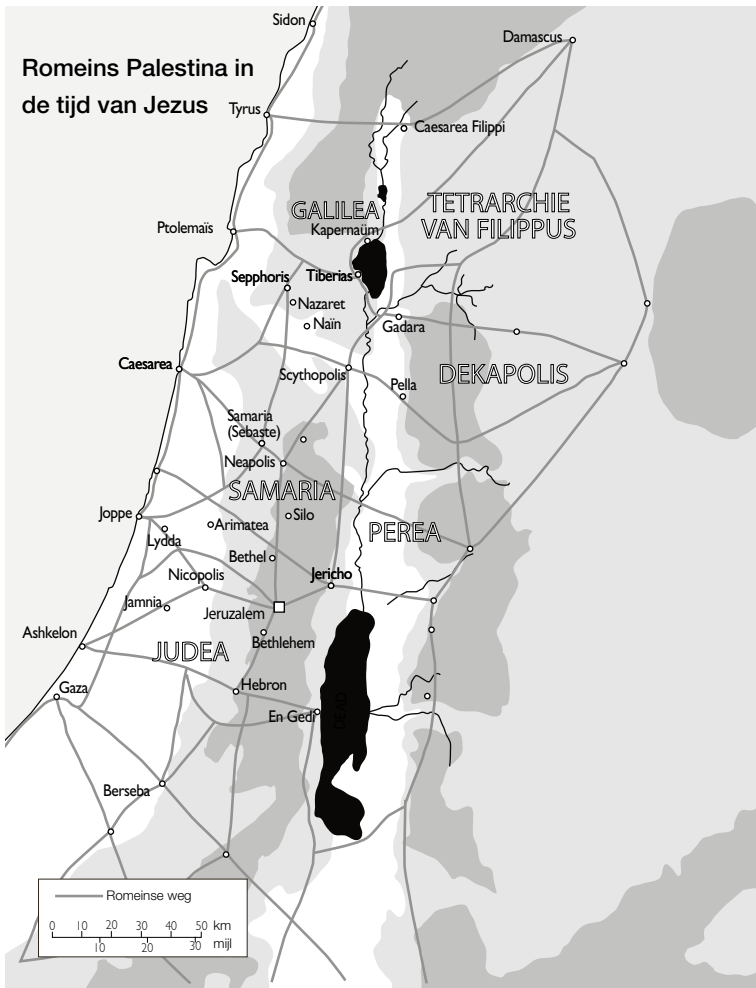 Romeins Palestina in
de tijd van Jezus
Sidon
Damascus
Tyrus
Caesarea Filippi
GALILEA
TETRARCHIE
VAN FILIPPUS
Kapernaüm
Ptolemaïs
Sepphoris
Tiberias
Nazaret
Naïn
Gadara
Caesarea
Scythopolis
DEKAPOLIS
Pella
Samaria
(Sebaste)
Neapolis
SAMARIA
Joppe
Silo
Arimatea
PEREA
Lydda
Bethel
Nicopolis
Jericho
Jamnia
Jeruzalem
Ashkelon
Bethlehem
JUDEA
Gaza
Hebron
En Gedi
DEAD
Berseba
Romeinse weg
0 10 20 30 40 50 km
10 20 30 mijl